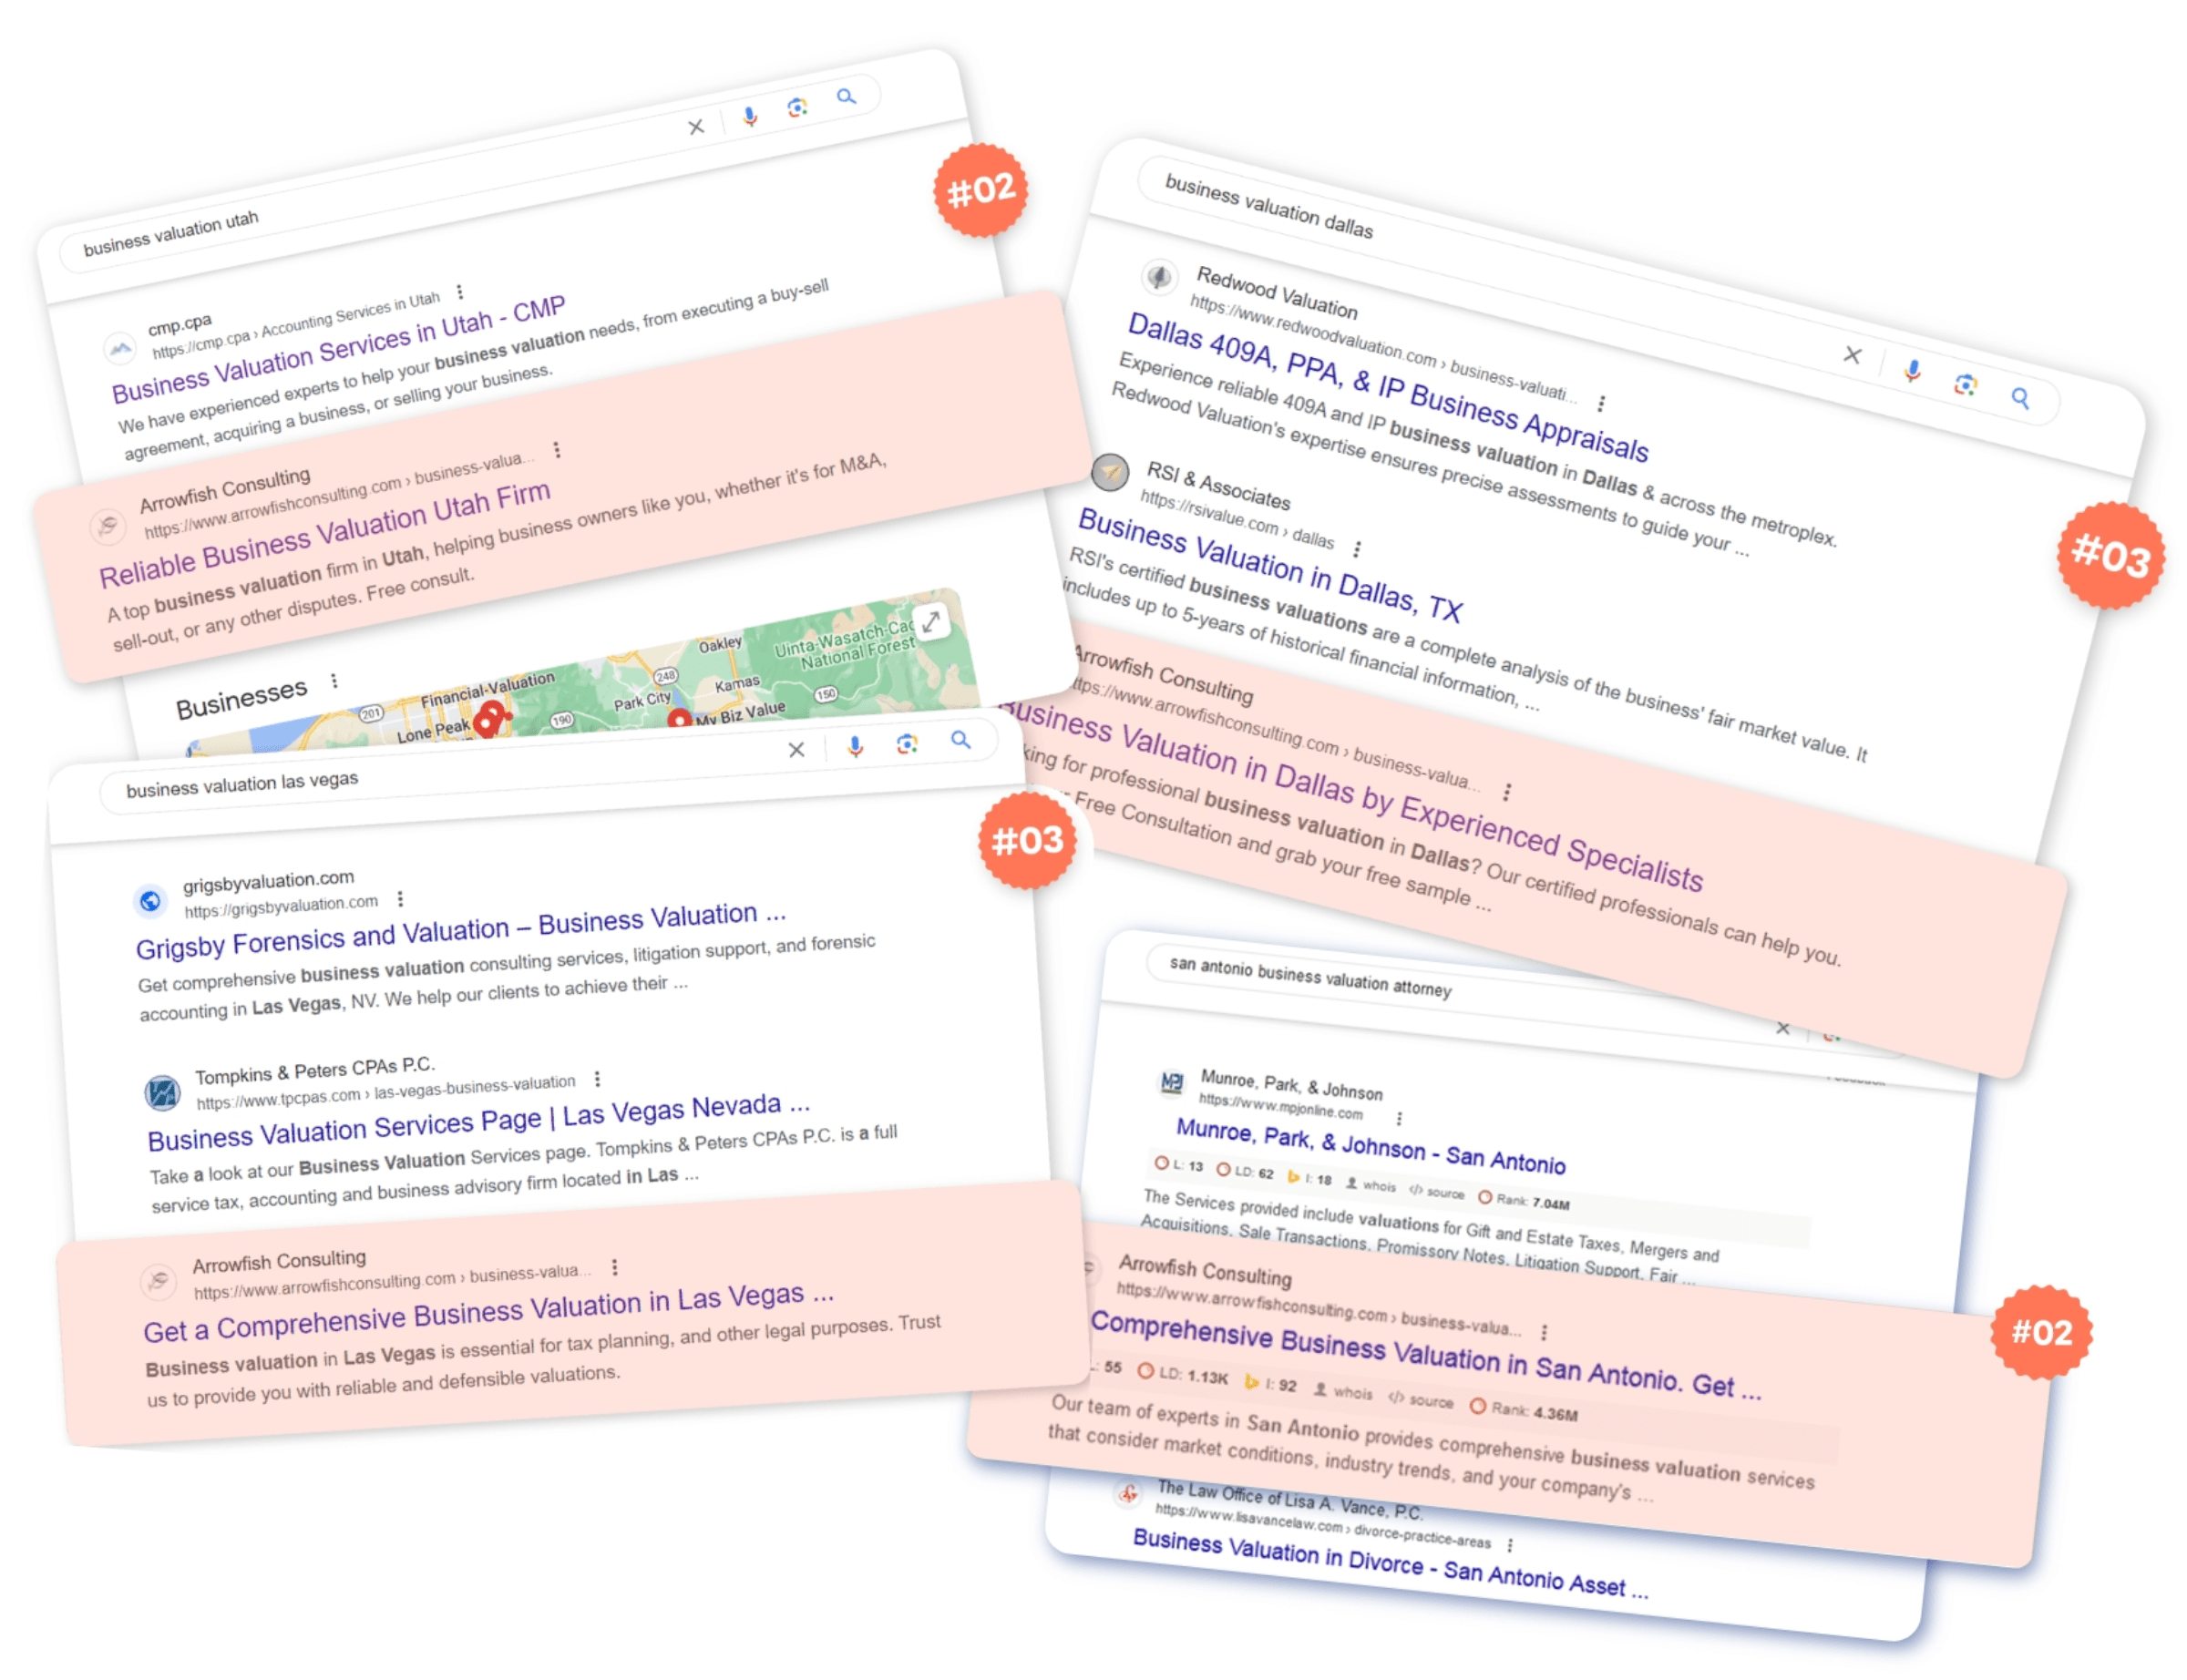 business valuation utah
#02
cmp.cpa
https://cmp.cpa › Accounting Services in Utah
Business Valuation Services in Utah - CMP
We have experienced experts to help your business valuation needs, from executing a buy-sell
agreement, acquiring a business, or selling your business.
Arrowfish Consulting
https://www.arrowfishconsulting.com › business-valua...
Reliable Business Valuation Utah Firm
A top business valuation firm in Utah, helping business owners like you, whether it's for M&A,
sell-out, or any other disputes. Free consult.
Businesses
Financial-Valuation
Lone Peak
201
190
248
150
Park City
Oakley
Kamas
My Biz Value
Uinta-Wasatch-Cac
National Forest
business valuation las vegas
#03
grigsbyvaluation.com
https://grigsbyvaluation.com
Grigsby Forensics and Valuation – Business Valuation ...
Get comprehensive business valuation consulting services, litigation support, and forensic
accounting in Las Vegas, NV. We help our clients to achieve their ...
Tompkins & Peters CPAs P.C.
https://www.tpcpas.com › las-vegas-business-valuation
Business Valuation Services Page | Las Vegas Nevada ...
Take a look at our Business Valuation Services page. Tompkins & Peters CPAs P.C. is a full
service tax, accounting and business advisory firm located in Las ...
Arrowfish Consulting
https://www.arrowfishconsulting.com › business-valua...
Get a Comprehensive Business Valuation in Las Vegas ...
Business valuation in Las Vegas is essential for tax planning, and other legal purposes. Trust
us to provide you with reliable and defensible valuations.
business valuation dallas
Redwood Valuation
https://www.redwoodvaluation.com › business-valuati...
Dallas 409A, PPA, & IP Business Appraisals
Experience reliable 409A and IP business valuation in Dallas & across the metroplex.
Redwood Valuation's expertise ensures precise assessments to guide your ...
#03
RSI & Associates
https://rsivalue.com › dallas
Business Valuation in Dallas, TX
RSI's certified business valuations are a complete analysis of the business' fair market value. It
includes up to 5-years of historical financial information, ...
Arrowfish Consulting
https://www.arrowfishconsulting.com › business-valua...
Business Valuation in Dallas by Experienced Specialists
king for professional business valuation in Dallas? Our certified professionals can help you.
Free Consultation and grab your free sample ...
san antonio business valuation attorney
Munroe, Park, & Johnson
https://www.mpjonline.com
Munroe, Park, & Johnson - San Antonio
L: 13 LD: 62 I: 18 whois source Rank: 7.04M
The Services provided include valuations for Gift and Estate Taxes, Mergers and
Acquisitions, Sale Transactions, Promissory Notes, Litigation Support, Fair ...
#02
Arrowfish Consulting
https://www.arrowfishconsulting.com › business-valua...
Comprehensive Business Valuation in San Antonio. Get ...
L: 55 LD: 1.13K I: 92 whois source Rank: 4.36M
Our team of experts in San Antonio provides comprehensive business valuation services
that consider market conditions, industry trends, and your company's ...
The Law Office of Lisa A. Vance, P.C.
https://www.lisavancelaw.com › divorce-practice-areas
Business Valuation in Divorce - San Antonio Asset ...